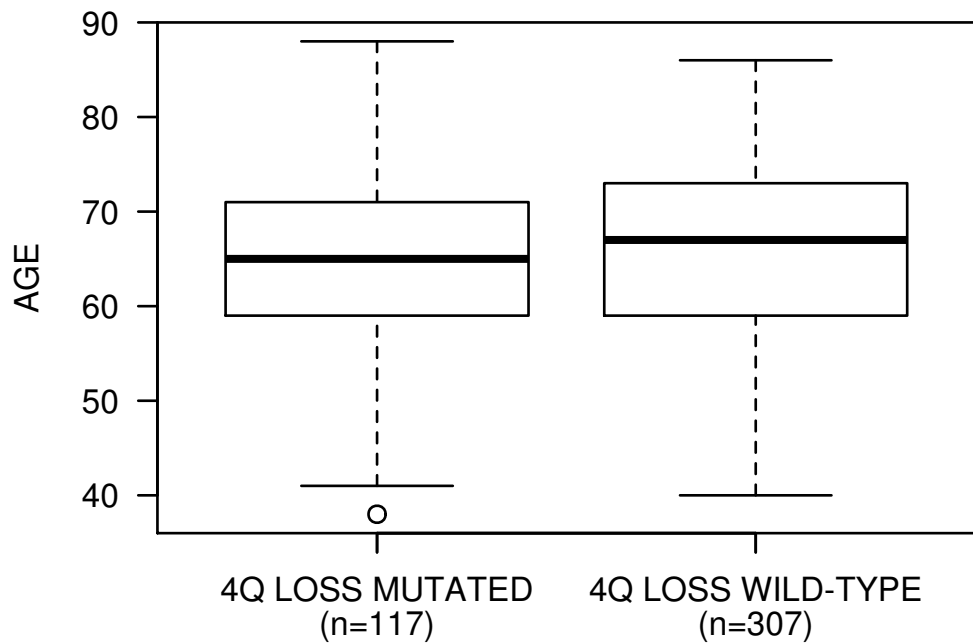 90
80
70
60
50
40
AGE
4Q LOSS MUTATED
(n=117)
4Q LOSS WILD-TYPE
(n=307)